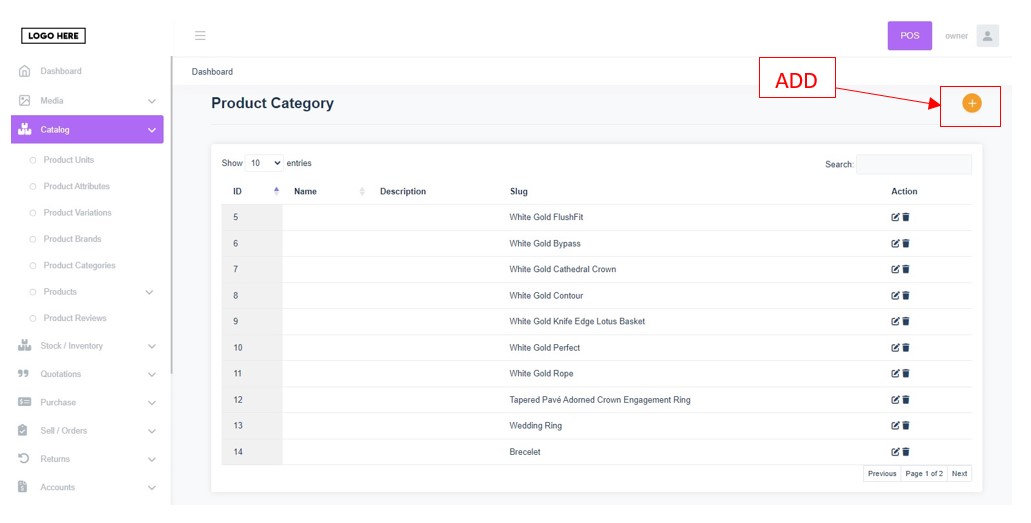 LOGO HERE
POS
owner
Dashboard
Dashboard
ADD
Media
Product Category
Catalog
Product Units
Product Attributes
Product Variations
Product Brands
Product Categories
Products
Product Reviews
Stock / Inventory
Quotations
Purchase
Sell / Orders
Returns
Accounts
Show 10 entries
Search:
ID Name Description Slug Action
5 White Gold FlushFit
6 White Gold Bypass
7 White Gold Cathedral Crown
8 White Gold Contour
9 White Gold Knife Edge Lotus Basket
10 White Gold Perfect
11 White Gold Rope
12 Tapered Pavé Adorned Crown Engagement Ring
13 Wedding Ring
14 Brecelet
Previous Page 1 of 2 Next